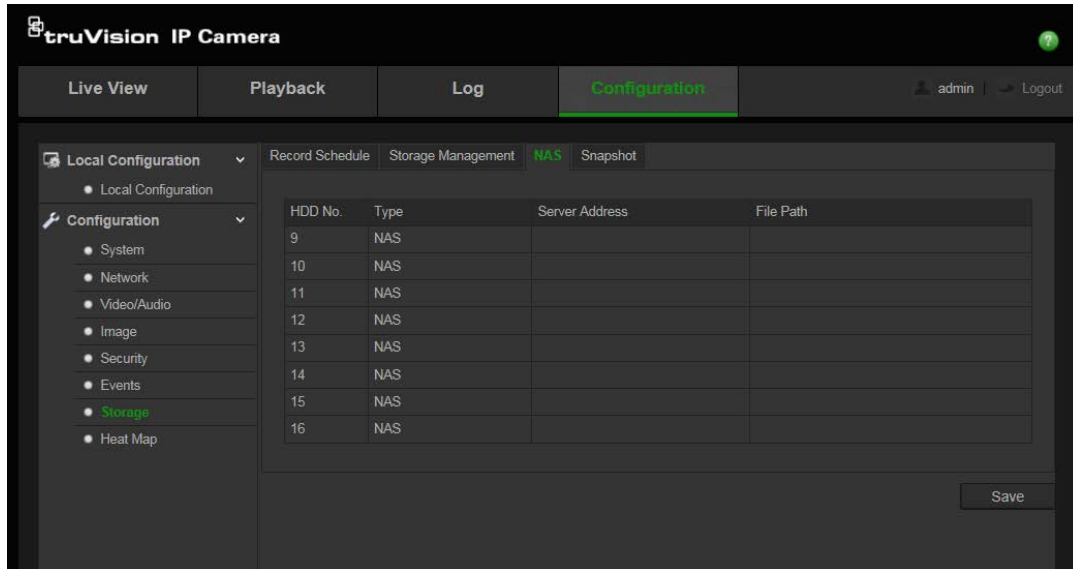 truVision IP Camera
?
Live View Playback Log Configuration admin | Logout
Local Configuration
Local Configuration
Configuration
System
Network
Video/Audio
Image
Security
Events
Storage
Heat Map
Record Schedule Storage Management NAS Snapshot
HDD No. Type Server Address File Path
9 NAS
10 NAS
11 NAS
12 NAS
13 NAS
14 NAS
15 NAS
16 NAS
Save